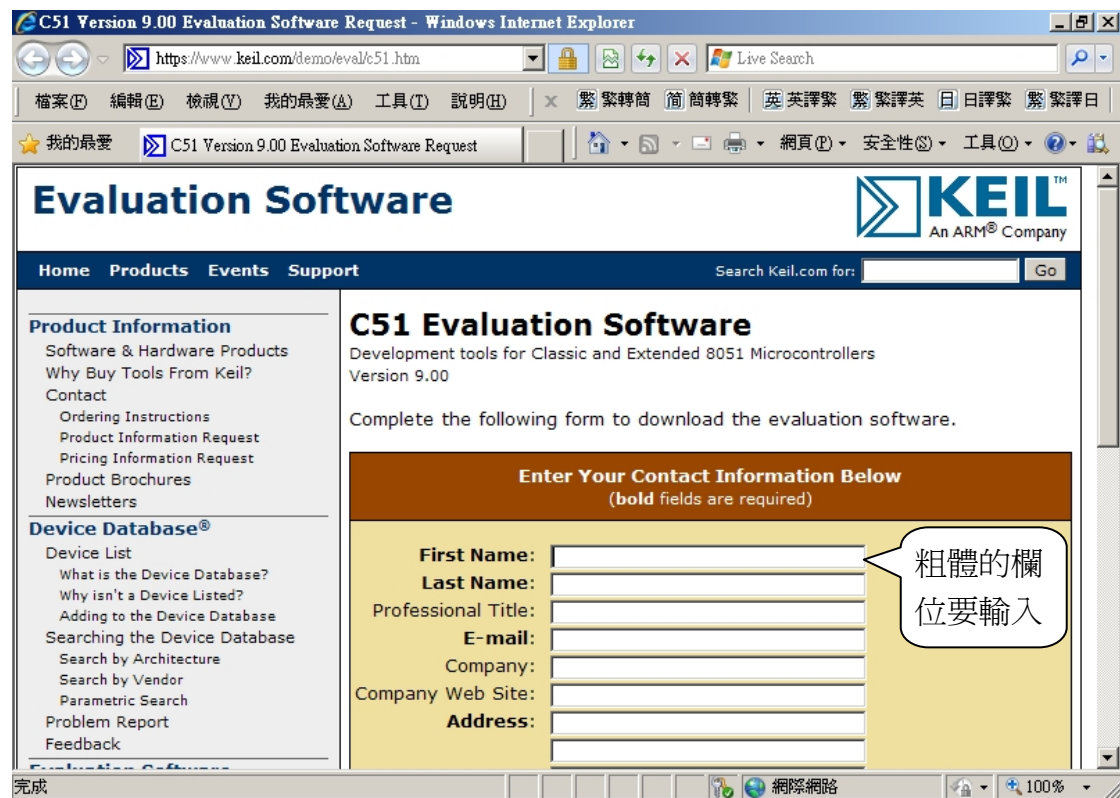 C51 Version 9.00 Evaluation Software Request - Windows Internet Explorer
https://www.keil.com/demo/eval/c51.htm
Live Search
檔案(F) 編輯(E) 檢視(V) 我的最愛(A) 工具(T) 說明(H) x 繁 繁轉簡 簡 簡轉繁 英 英譯繁 繁 繁譯英 日 日譯繁 繁 繁譯日
我的最愛 C51 Version 9.00 Evaluation Software Request 網頁(P) 安全性(S) 工具(O)
Evaluation Software
KEIL™
An ARM® Company
Home Products Events Support Search Keil.com for: Go
Product Information
Software & Hardware Products
Why Buy Tools From Keil?
Contact
Ordering Instructions
Product Information Request
Pricing Information Request
Product Brochures
Newsletters
Device Database®
Device List
What is the Device Database?
Why isn't a Device Listed?
Adding to the Device Database
Searching the Device Database
Search by Architecture
Search by Vendor
Parametric Search
Problem Report
Feedback
Evaluation Software
C51 Evaluation Software
Development tools for Classic and Extended 8051 Microcontrollers
Version 9.00
Complete the following form to download the evaluation software.
Enter Your Contact Information Below
(bold fields are required)
First Name:
Last Name:
Professional Title:
E-mail:
Company:
Company Web Site:
Address:
粗體的欄
位要輸入
完成 網際網路 100%